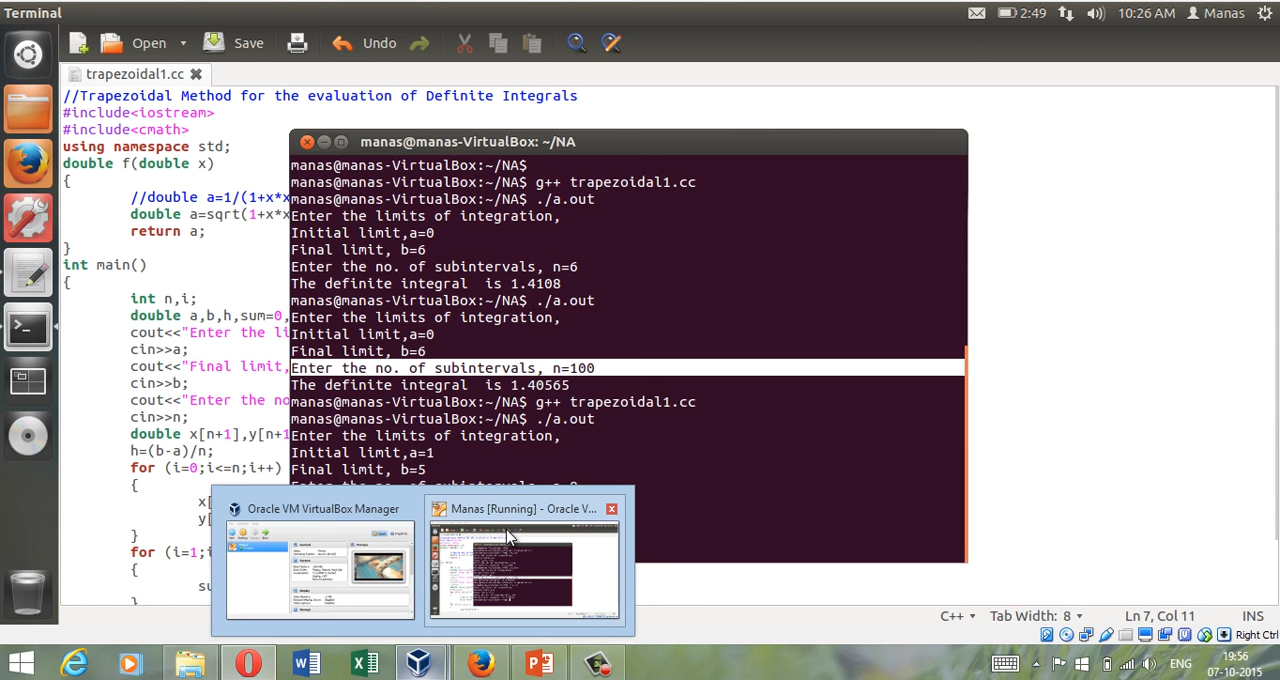 Terminal
2:49
10:26 AM
Manas
Open
Save
Undo
trapezoidal1.cc
//Trapezoidal Method for the evaluation of Definite Integrals
#include<iostream>
#include<cmath>
using namespace std;
double f(double x)
{
//double a=1/(1+x*x
double a=sqrt(1+x*
return a;
}
int main()
{
int n,i;
double a,b,h,sum=0,
cout<<"Enter the li
cin>>a;
cout<<"Final limit,
cin>>b;
cout<<"Enter the no
cin>>n;
double x[n+1],y[n+1
h=(b-a)/n;
for (i=0;i<=n;i++)
{
x[
y[
}
for (i=1;i
{
su
}
manas@manas-VirtualBox: ~/NA
manas@manas-VirtualBox:~/NA$
manas@manas-VirtualBox:~/NA$ g++ trapezoidal1.cc
manas@manas-VirtualBox:~/NA$ ./a.out
Enter the limits of integration,
Initial limit,a=0
Final limit, b=6
Enter the no. of subintervals, n=6
The definite integral  is 1.4108
manas@manas-VirtualBox:~/NA$ ./a.out
Enter the limits of integration,
Initial limit,a=0
Final limit, b=6
Enter the no. of subintervals, n=100
The definite integral  is 1.40565
manas@manas-VirtualBox:~/NA$ g++ trapezoidal1.cc
manas@manas-VirtualBox:~/NA$ ./a.out
Enter the limits of integration,
Initial limit,a=1
Final limit, b=5
Oracle VM VirtualBox Manager
Manas [Running] - Oracle V...
C++
Tab Width: 8
Ln 7, Col 11
INS
Right Ctrl
ENG
19:56
07-10-2015